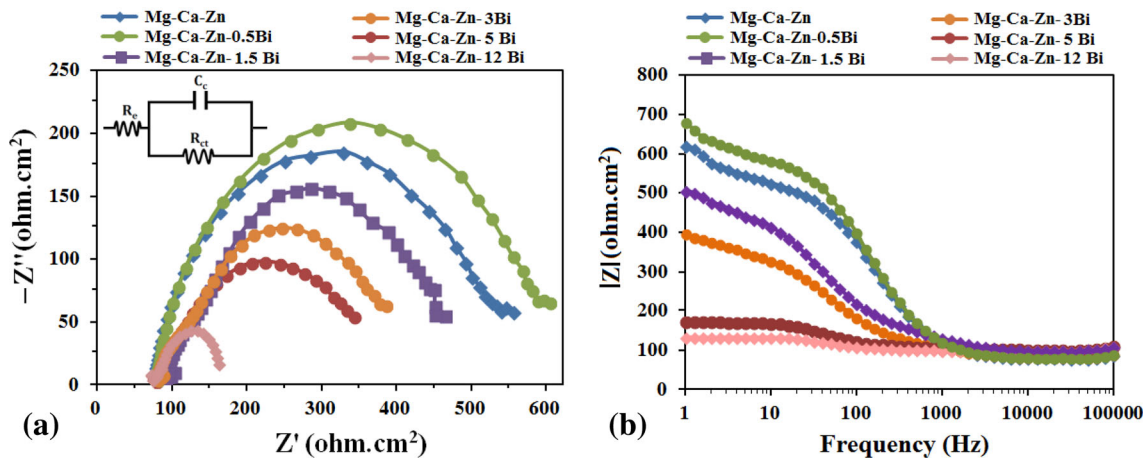 Mg-Ca-Zn Mg-Ca-Zn- 3Bi
Mg-Ca-Zn-0.5Bi Mg-Ca-Zn- 5 Bi
Mg-Ca-Zn- 1.5 Bi Mg-Ca-Zn- 12 Bi
250
200
150
100
50
0
−Z''(ohm.cm2)
Cc
Re
Rct
0 100 200 300 400 500 600
Z' (ohm.cm2)
(a)
Mg-Ca-Zn Mg-Ca-Zn- 3Bi
Mg-Ca-Zn-0.5Bi Mg-Ca-Zn- 5 Bi
Mg-Ca-Zn- 1.5 Bi Mg-Ca-Zn- 12 Bi
800
700
600
500
400
300
200
100
0
|Z| (ohm.cm2)
1 10 100 1000 10000 100000
Frequency (Hz)
(b)